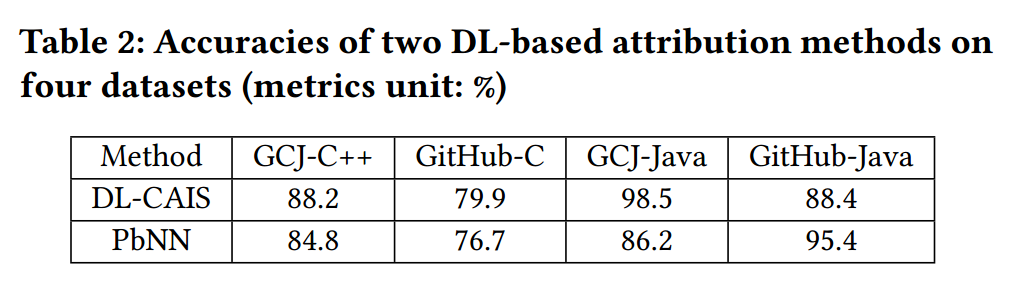 Table 2: Accuracies of two DL-based attribution methods on
four datasets (metrics unit: %)
Method GCJ-C++ GitHub-C GCJ-Java GitHub-Java
DL-CAIS 88.2 79.9 98.5 88.4
PbNN 84.8 76.7 86.2 95.4